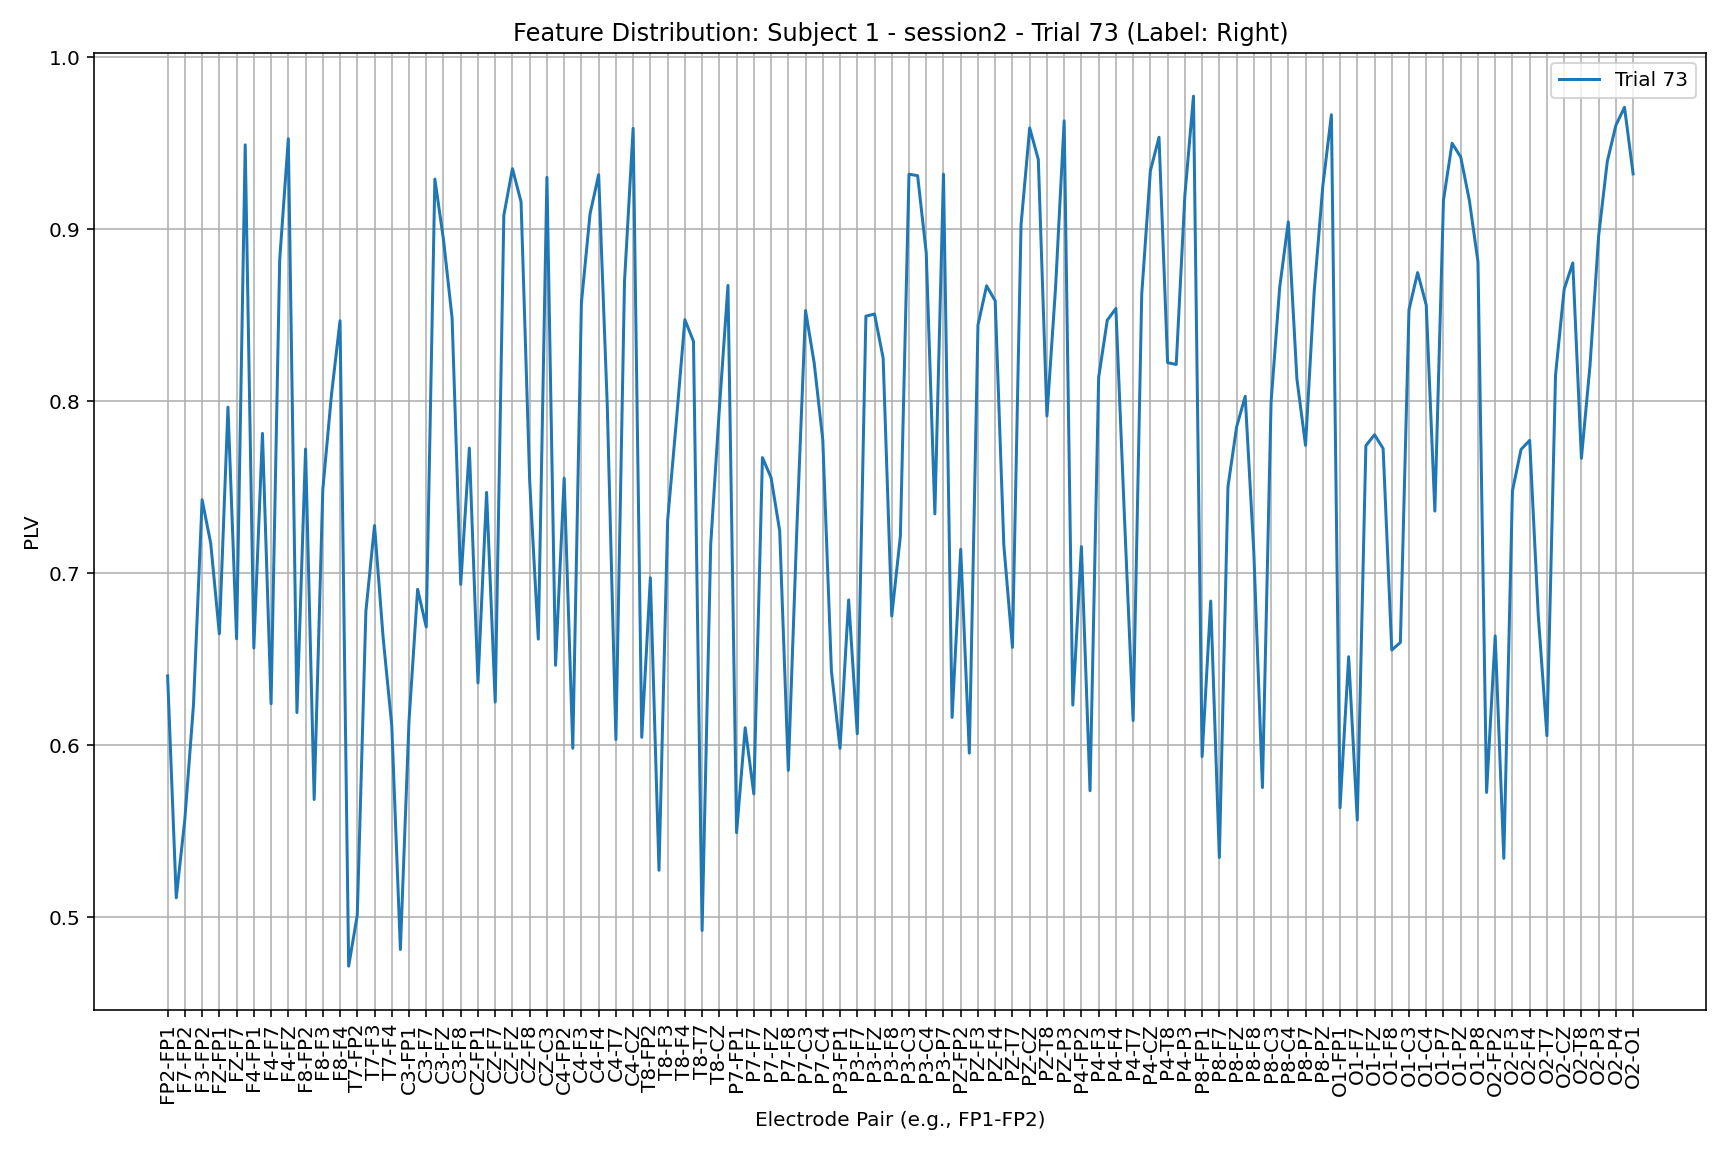 Feature Distribution: Subject 1 - session2 - Trial 73 (Label: Right)
Trial 73
1.0
0.9
0.8
0.7
0.6
0.5
PLV
FP2-FP1
F7-FP2
F3-FP2
FZ-FP1
FZ-F7
F4-FP1
F4-F7
F4-FZ
F8-FP2
F8-F3
F8-F4
T7-FP2
T7-F3
T7-F4
C3-FP1
C3-F7
C3-FZ
C3-F8
CZ-FP1
CZ-F7
CZ-FZ
CZ-F8
CZ-C3
C4-FP2
C4-F3
C4-F4
C4-T7
C4-CZ
T8-FP2
T8-F3
T8-F4
T8-T7
T8-CZ
P7-FP1
P7-F7
P7-FZ
P7-F8
P7-C3
P7-C4
P3-FP1
P3-F7
P3-FZ
P3-F8
P3-C3
P3-C4
P3-P7
PZ-FP2
PZ-F3
PZ-F4
PZ-T7
PZ-CZ
PZ-T8
PZ-P3
P4-FP2
P4-F3
P4-F4
P4-T7
P4-CZ
P4-T8
P4-P3
P8-FP1
P8-F7
P8-FZ
P8-F8
P8-C3
P8-C4
P8-P7
P8-PZ
O1-FP1
O1-F7
O1-FZ
O1-F8
O1-C3
O1-C4
O1-P7
O1-PZ
O1-P8
O2-FP2
O2-F3
O2-F4
O2-T7
O2-CZ
O2-T8
O2-P3
O2-P4
O2-O1
Electrode Pair (e.g., FP1-FP2)